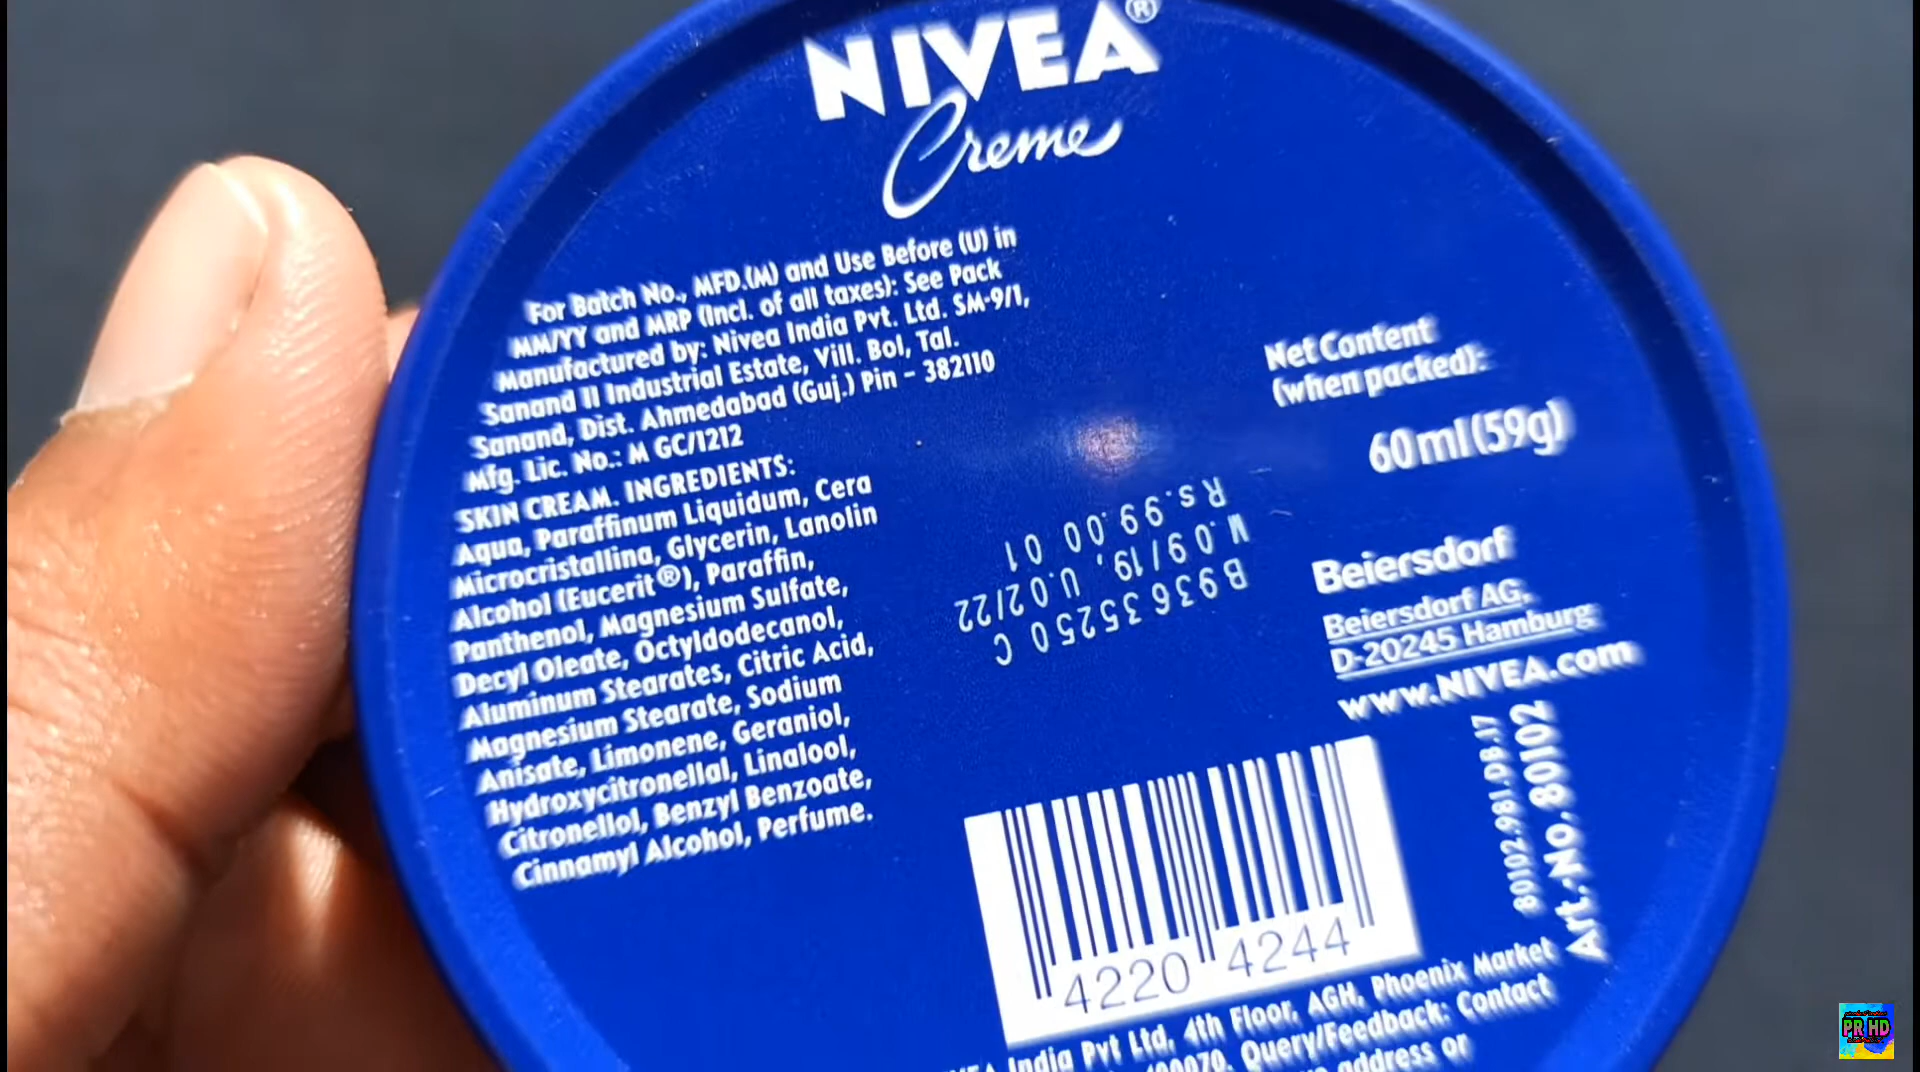 NIVEA®
Creme
For Batch No., MFD.(M) and Use Before (U) in
MM/YY and MRP (Incl. of all taxes): See Pack
Manufactured by: Nivea India Pvt. Ltd. SM-9/1,
Sanand II Industrial Estate, Vill. Bol, Tal.
Sanand, Dist. Ahmedabad (Guj.) Pin - 382110
Mfg. Lic. No.: M GC/1212
SKIN CREAM. INGREDIENTS:
Aqua, Paraffinum Liquidum, Cera
Microcristallina, Glycerin, Lanolin
Alcohol (Eucerit®), Paraffin,
Panthenol, Magnesium Sulfate,
Decyl Oleate, Octyldodecanol,
Aluminum Stearates, Citric Acid,
Magnesium Stearate, Sodium
Anisate, Limonene, Geraniol,
Hydroxycitronellal, Linalool,
Citronellol, Benzyl Benzoate,
Cinnamyl Alcohol, Perfume.
Net Content
(when packed):
60ml(59g)
B93635250 C
M.09/19, U.02/22
Rs.99.00 01
Beiersdorf
Beiersdorf AG,
D-20245 Hamburg
www.NIVEA.com
80102.981.DB.17
Art.-No. 80102
4220 4244
India Pvt Ltd, 4th Floor, AGH, Phoenix Market
400070. Query/Feedback: Contact
address or
PR HD